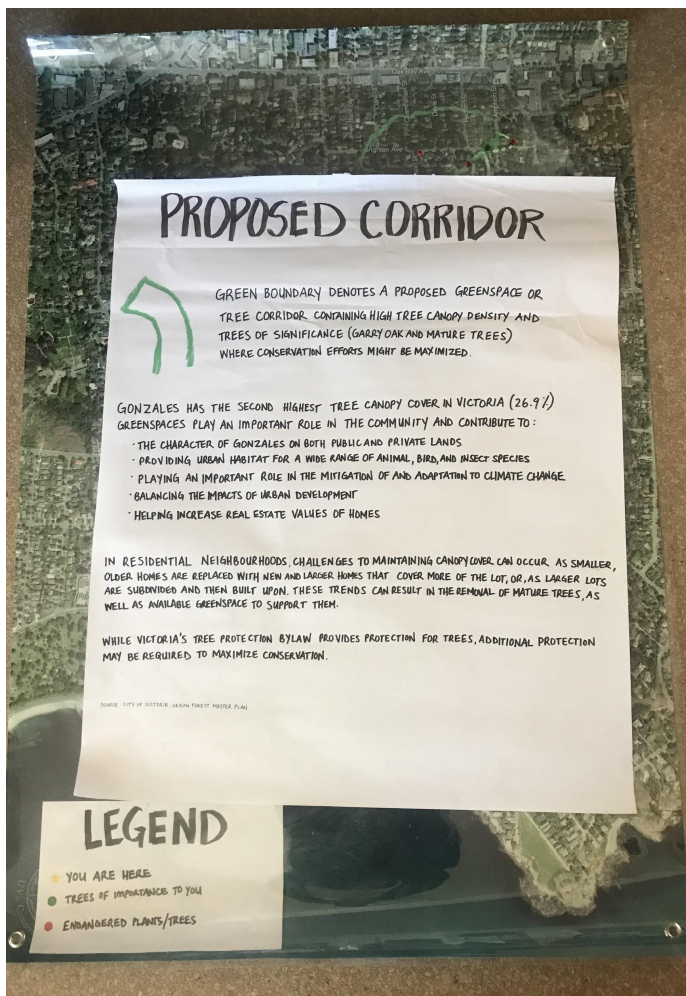 Oak Bay Ave
PROPOSED CORRIDOR
GREEN BOUNDARY DENOTES A PROPOSED GREENSPACE OR
TREE CORRIDOR CONTAINING HIGH TREE CANOPY DENSITY AND
TREES OF SIGNIFICANCE (GARRY OAK AND MATURE TREES)
WHERE CONSERVATION EFFORTS MIGHT BE MAXIMIZED.
GONZALES HAS THE SECOND HIGHEST TREE CANOPY COVER IN VICTORIA (26.9%)
GREENSPACES PLAY AN IMPORTANT ROLE IN THE COMMUNITY AND CONTRIBUTE TO:
· THE CHARACTER OF GONZALES ON BOTH PUBLIC AND PRIVATE LANDS
· PROVIDING URBAN HABITAT FOR A WIDE RANGE OF ANIMAL, BIRD, AND INSECT SPECIES
· PLAYING AN IMPORTANT ROLE IN THE MITIGATION OF AND ADAPTATION TO CLIMATE CHANGE
· BALANCING THE IMPACTS OF URBAN DEVELOPMENT
· HELPING INCREASE REAL ESTATE VALUES OF HOMES
IN RESIDENTIAL NEIGHBOURHOODS, CHALLENGES TO MAINTAINING CANOPY COVER CAN OCCUR AS SMALLER,
OLDER HOMES ARE REPLACED WITH NEW AND LARGER HOMES THAT COVER MORE OF THE LOT, OR, AS LARGER LOTS
ARE SUBDIVIDED AND THEN BUILT UPON. THESE TRENDS CAN RESULT IN THE REMOVAL OF MATURE TREES, AS
WELL AS AVAILABLE GREENSPACE TO SUPPORT THEM.
WHILE VICTORIA'S TREE PROTECTION BYLAW PROVIDES PROTECTION FOR TREES, ADDITIONAL PROTECTION
MAY BE REQUIRED TO MAXIMIZE CONSERVATION.
SOURCE: CITY OF VICTORIA, URBAN FOREST MASTER PLAN
LEGEND
YOU ARE HERE
TREES OF IMPORTANCE TO YOU
ENDANGERED PLANTS/TREES